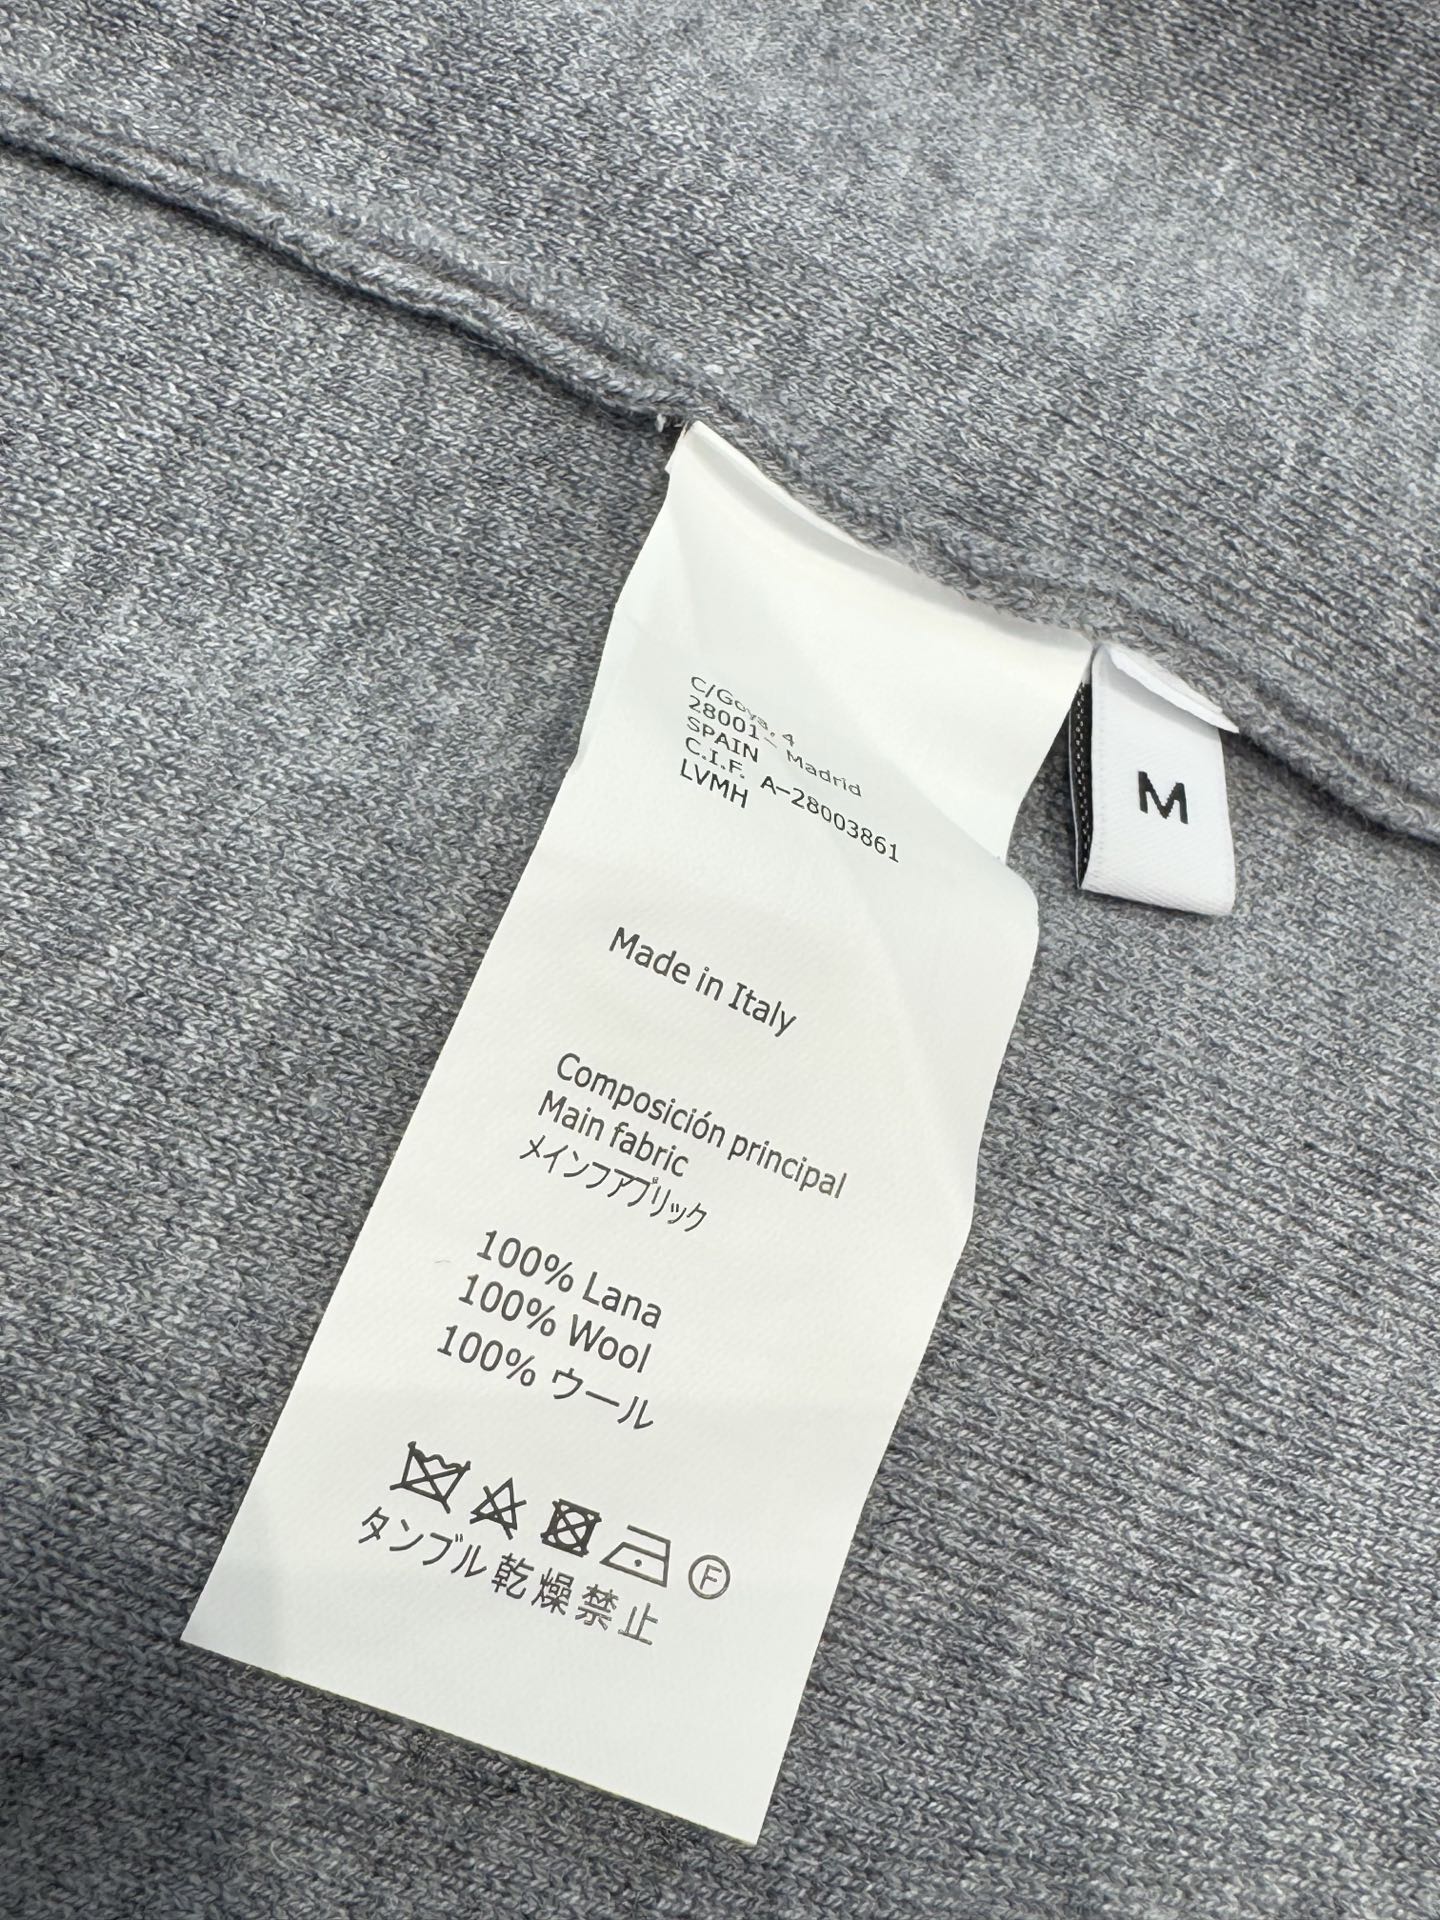 C/Goya, 4
28001- Madrid
SPAIN
C.I.F. A-28003861
LVMH
Made in Italy
Composición principal
Main fabric
メインファブリック
100% Lana
100% Wool
100% ウール
F
タンブル乾燥禁止
M